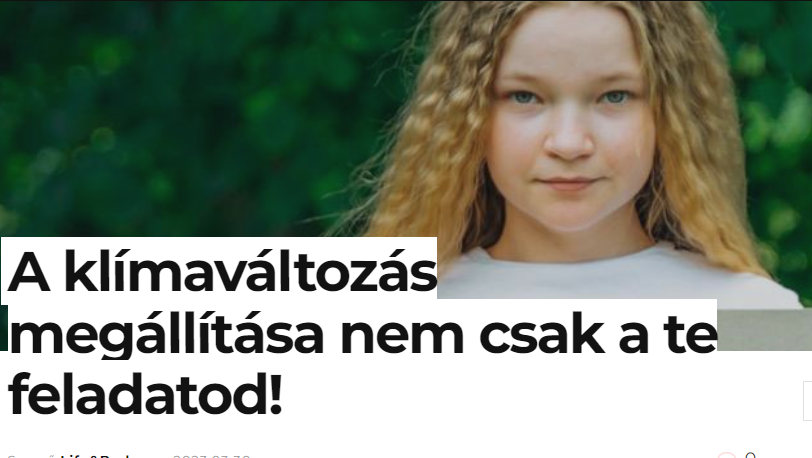 A klímaváltozás
megállítása nem csak a te
feladatod!